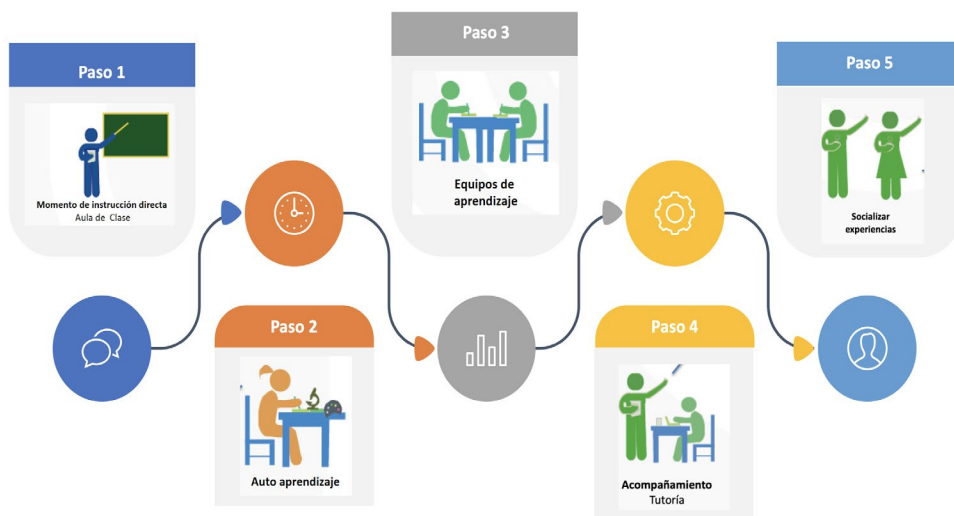 Paso 1
Momento de instrucción directa
Aula de Clase
Paso 2
Auto aprendizaje
Paso 3
Equipos de
aprendizaje
Paso 4
Acompañamiento
Tutoría
Paso 5
Socializar
experiencias